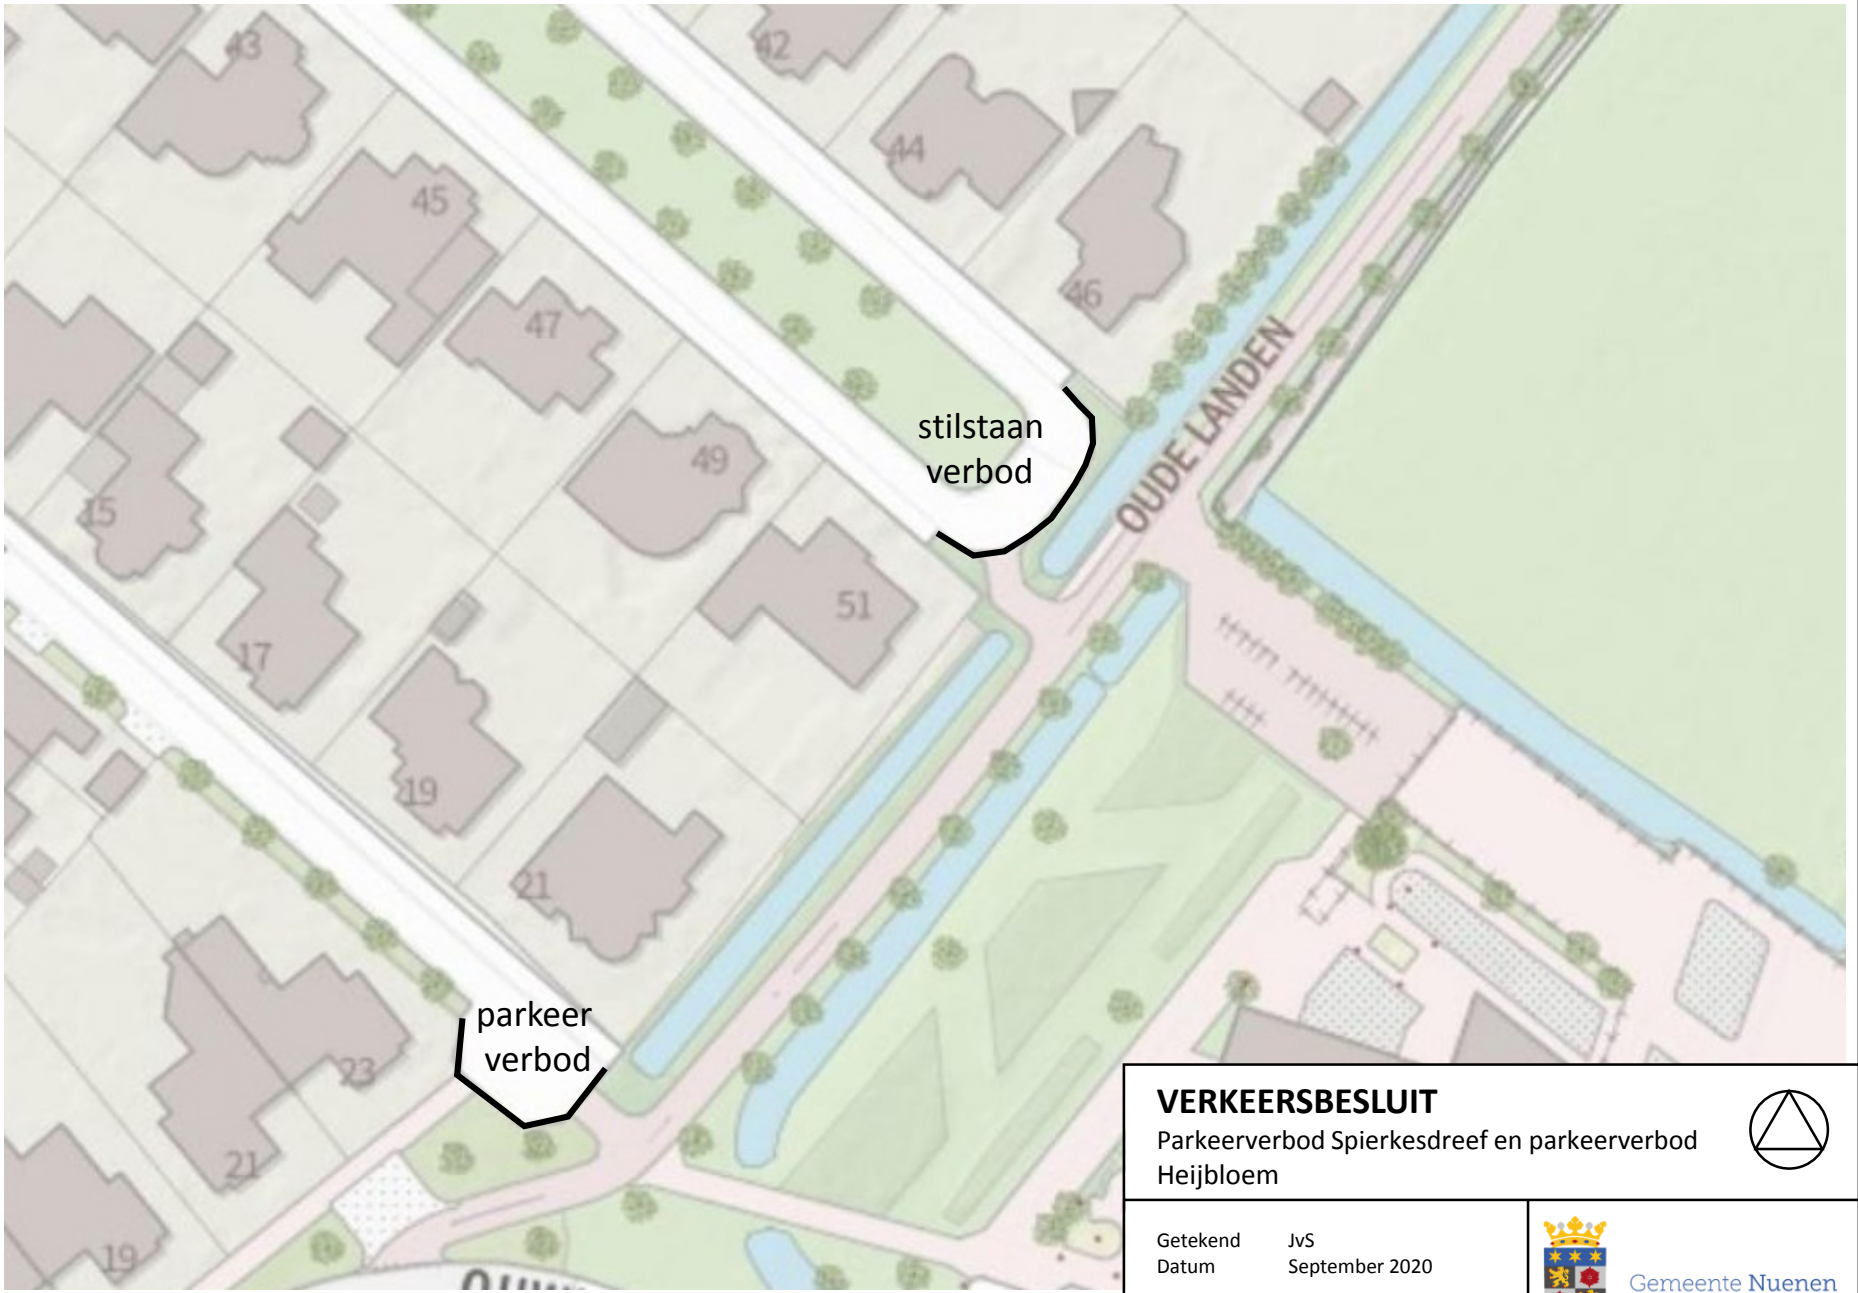 43
42
44
45
46
47
OUDE LANDEN
stilstaan
verbod
49
15
51
17
19
21
parkeer
verbod
23
21
19
VERKEERSBESLUIT
Parkeerverbod Spierkesdreef en parkeerverbod
Heijbloem
Getekend JvS
Datum September 2020
Gemeente Nuenen